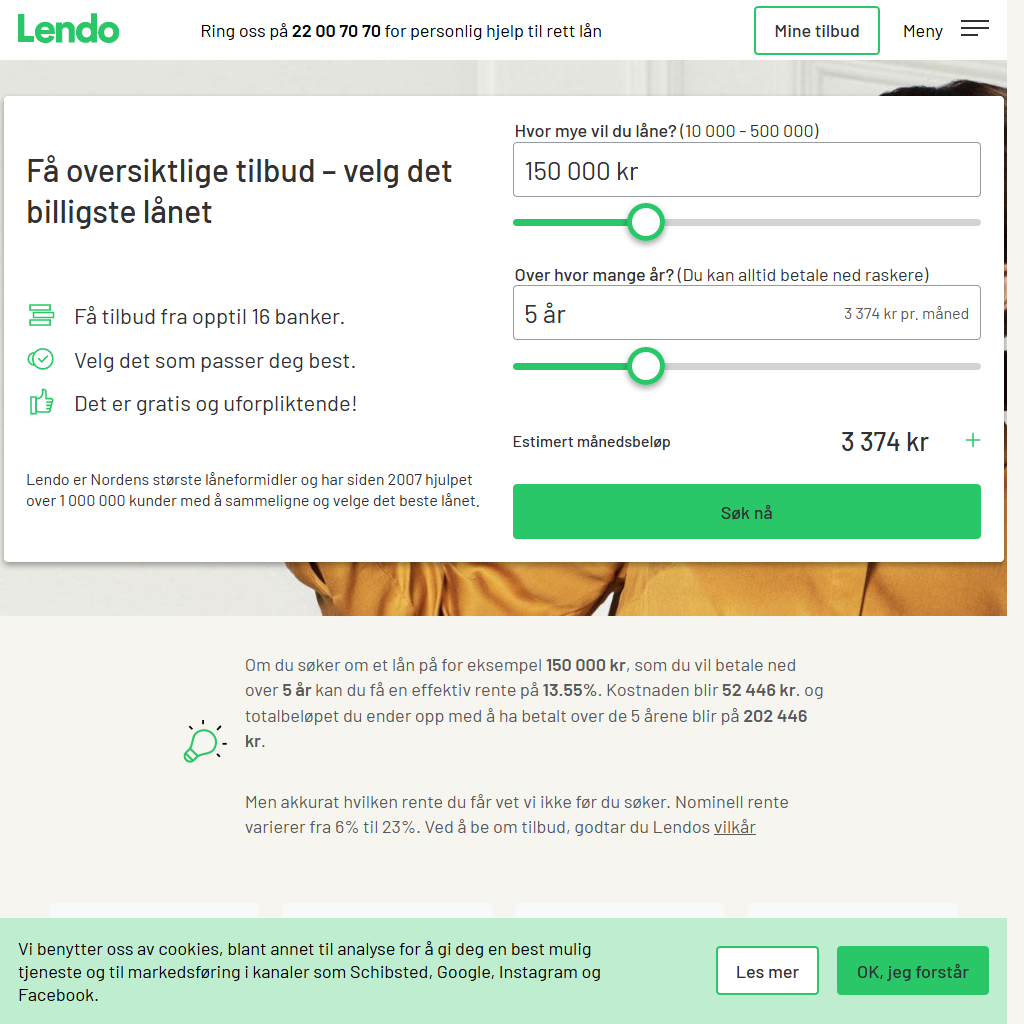 Lendo
Ring oss på 22 00 70 70 for personlig hjelp til rett lån
Mine tilbud
Meny
Få oversiktlige tilbud – velg det
billigste lånet
Få tilbud fra opptil 16 banker.
Velg det som passer deg best.
Det er gratis og uforpliktende!
Lendo er Nordens største låneformidler og har siden 2007 hjulpet
over 1 000 000 kunder med å sammeligne og velge det beste lånet.
Hvor mye vil du låne? (10 000 - 500 000)
150 000 kr
Over hvor mange år? (Du kan alltid betale ned raskere)
5 år
3 374 kr pr. måned
Estimert månedsbeløp
3 374 kr
+
Søk nå
Om du søker om et lån på for eksempel 150 000 kr, som du vil betale ned
over 5 år kan du få en effektiv rente på 13.55%. Kostnaden blir 52 446 kr. og
totalbeløpet du ender opp med å ha betalt over de 5 årene blir på 202 446
kr.
Men akkurat hvilken rente du får vet vi ikke før du søker. Nominell rente
varierer fra 6% til 23%. Ved å be om tilbud, godtar du Lendos vilkår
Vi benytter oss av cookies, blant annet til analyse for å gi deg en best mulig
tjeneste og til markedsføring i kanaler som Schibsted, Google, Instagram og
Facebook.
Les mer
OK, jeg forstår